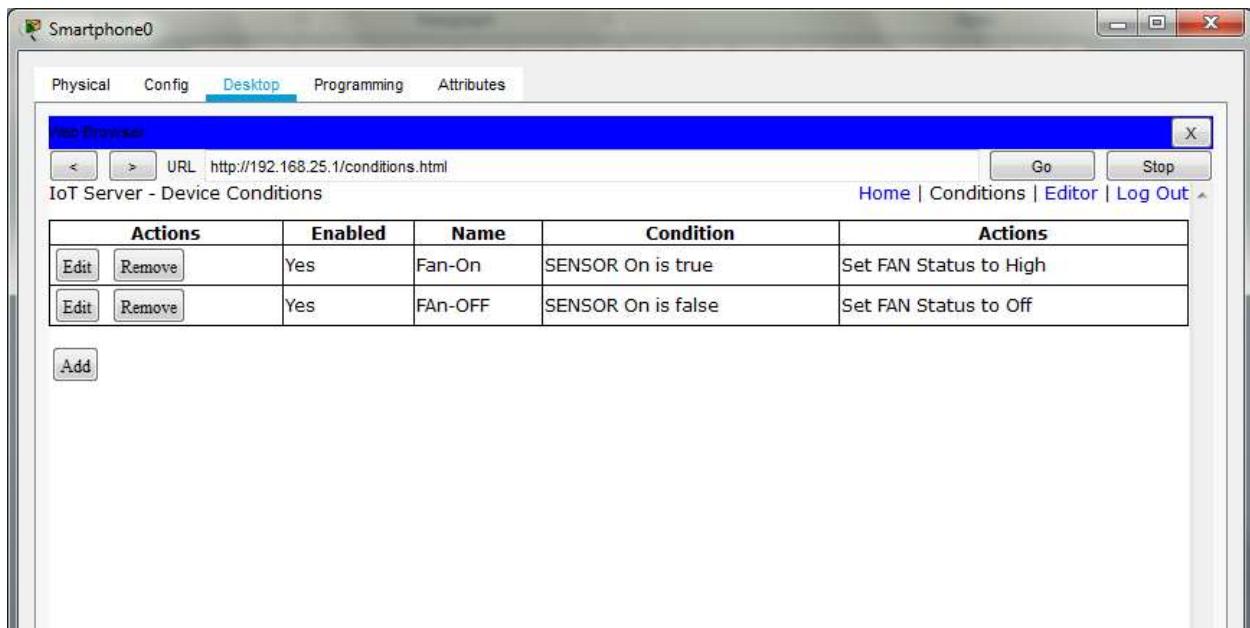 Smartphone0
Physical Config Desktop Programming Attributes
Web Browser X
< > URL http://192.168.25.1/conditions.html Go Stop
IoT Server - Device Conditions Home | Conditions | Editor | Log Out
Actions Enabled Name Condition Actions
Edit Remove Yes Fan-On SENSOR On is true Set FAN Status to High
Edit Remove Yes FAn-OFF SENSOR On is false Set FAN Status to Off
Add